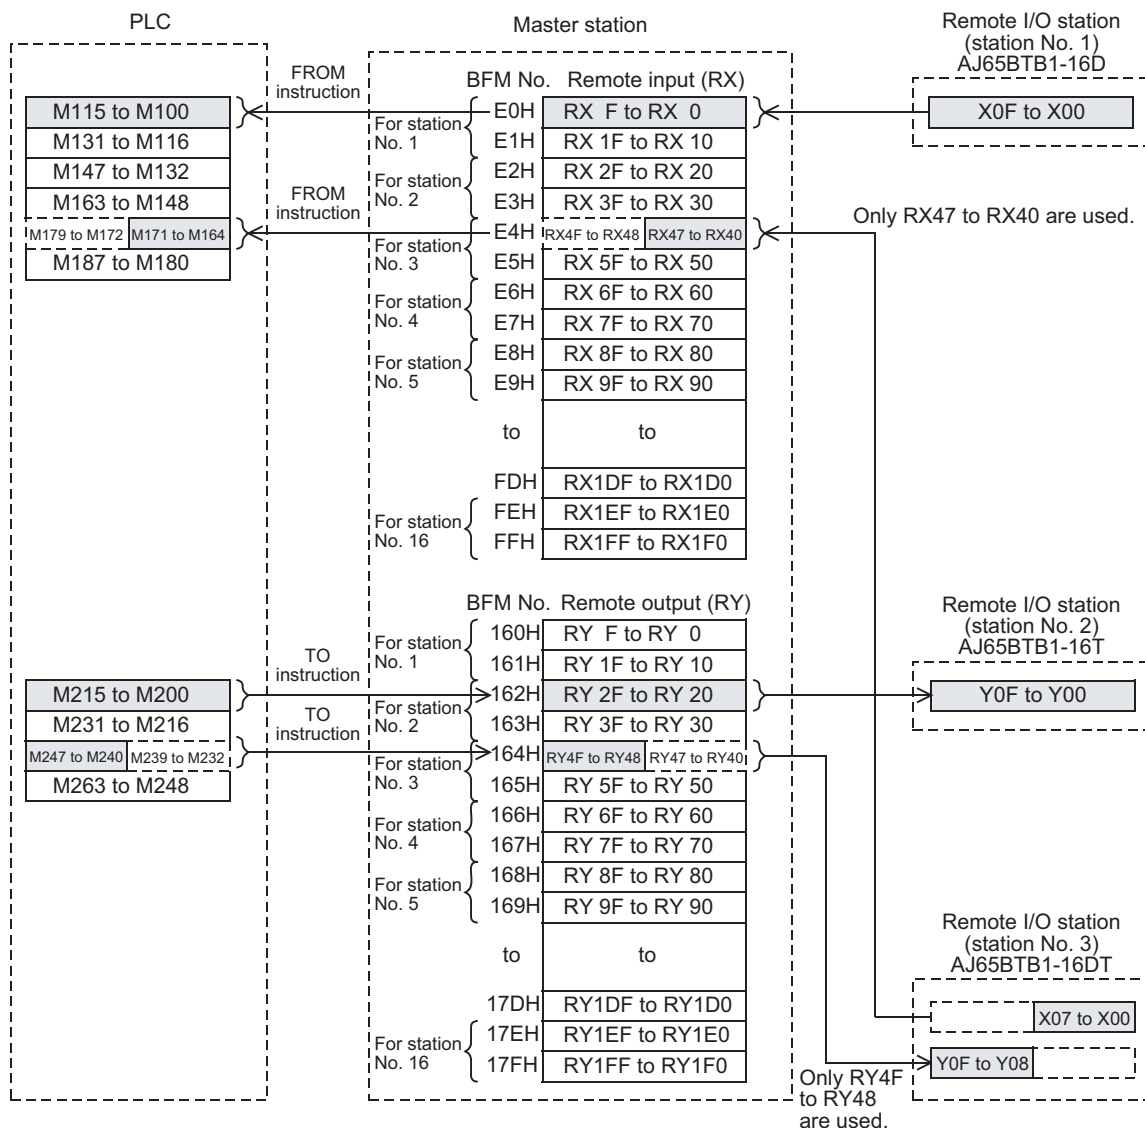 PLC
Master station
Remote I/O station
(station No. 1)
AJ65BTB1-16D
FROM
instruction
BFM No. Remote input (RX)
M115 to M100
E0H
RX F to RX 0
X0F to X00
For station
No. 1
M131 to M116
E1H
RX 1F to RX 10
M147 to M132
E2H
RX 2F to RX 20
For station
No. 2
M163 to M148
FROM
instruction
E3H
RX 3F to RX 30
Only RX47 to RX40 are used.
M179 to M172
M171 to M164
E4H
RX4F to RX48
RX47 to RX40
For station
No. 3
M187 to M180
E5H
RX 5F to RX 50
E6H
RX 6F to RX 60
For station
No. 4
E7H
RX 7F to RX 70
E8H
RX 8F to RX 80
For station
No. 5
E9H
RX 9F to RX 90
to
to
FDH
RX1DF to RX1D0
FEH
RX1EF to RX1E0
For station
No. 16
FFH
RX1FF to RX1F0
BFM No. Remote output (RY)
Remote I/O station
(station No. 2)
AJ65BTB1-16T
160H
RY F to RY 0
For station
No. 1
TO
instruction
161H
RY 1F to RY 10
M215 to M200
162H
RY 2F to RY 20
Y0F to Y00
For station
No. 2
M231 to M216
TO
instruction
163H
RY 3F to RY 30
M247 to M240
M239 to M232
164H
RY4F to RY48
RY47 to RY40
For station
No. 3
M263 to M248
165H
RY 5F to RY 50
166H
RY 6F to RY 60
For station
No. 4
167H
RY 7F to RY 70
168H
RY 8F to RY 80
For station
No. 5
169H
RY 9F to RY 90
to
to
Remote I/O station
(station No. 3)
AJ65BTB1-16DT
17DH
RY1DF to RY1D0
X07 to X00
17EH
RY1EF to RY1E0
For station
No. 16
17FH
RY1FF to RY1F0
Y0F to Y08
Only RY4F
to RY48
are used.